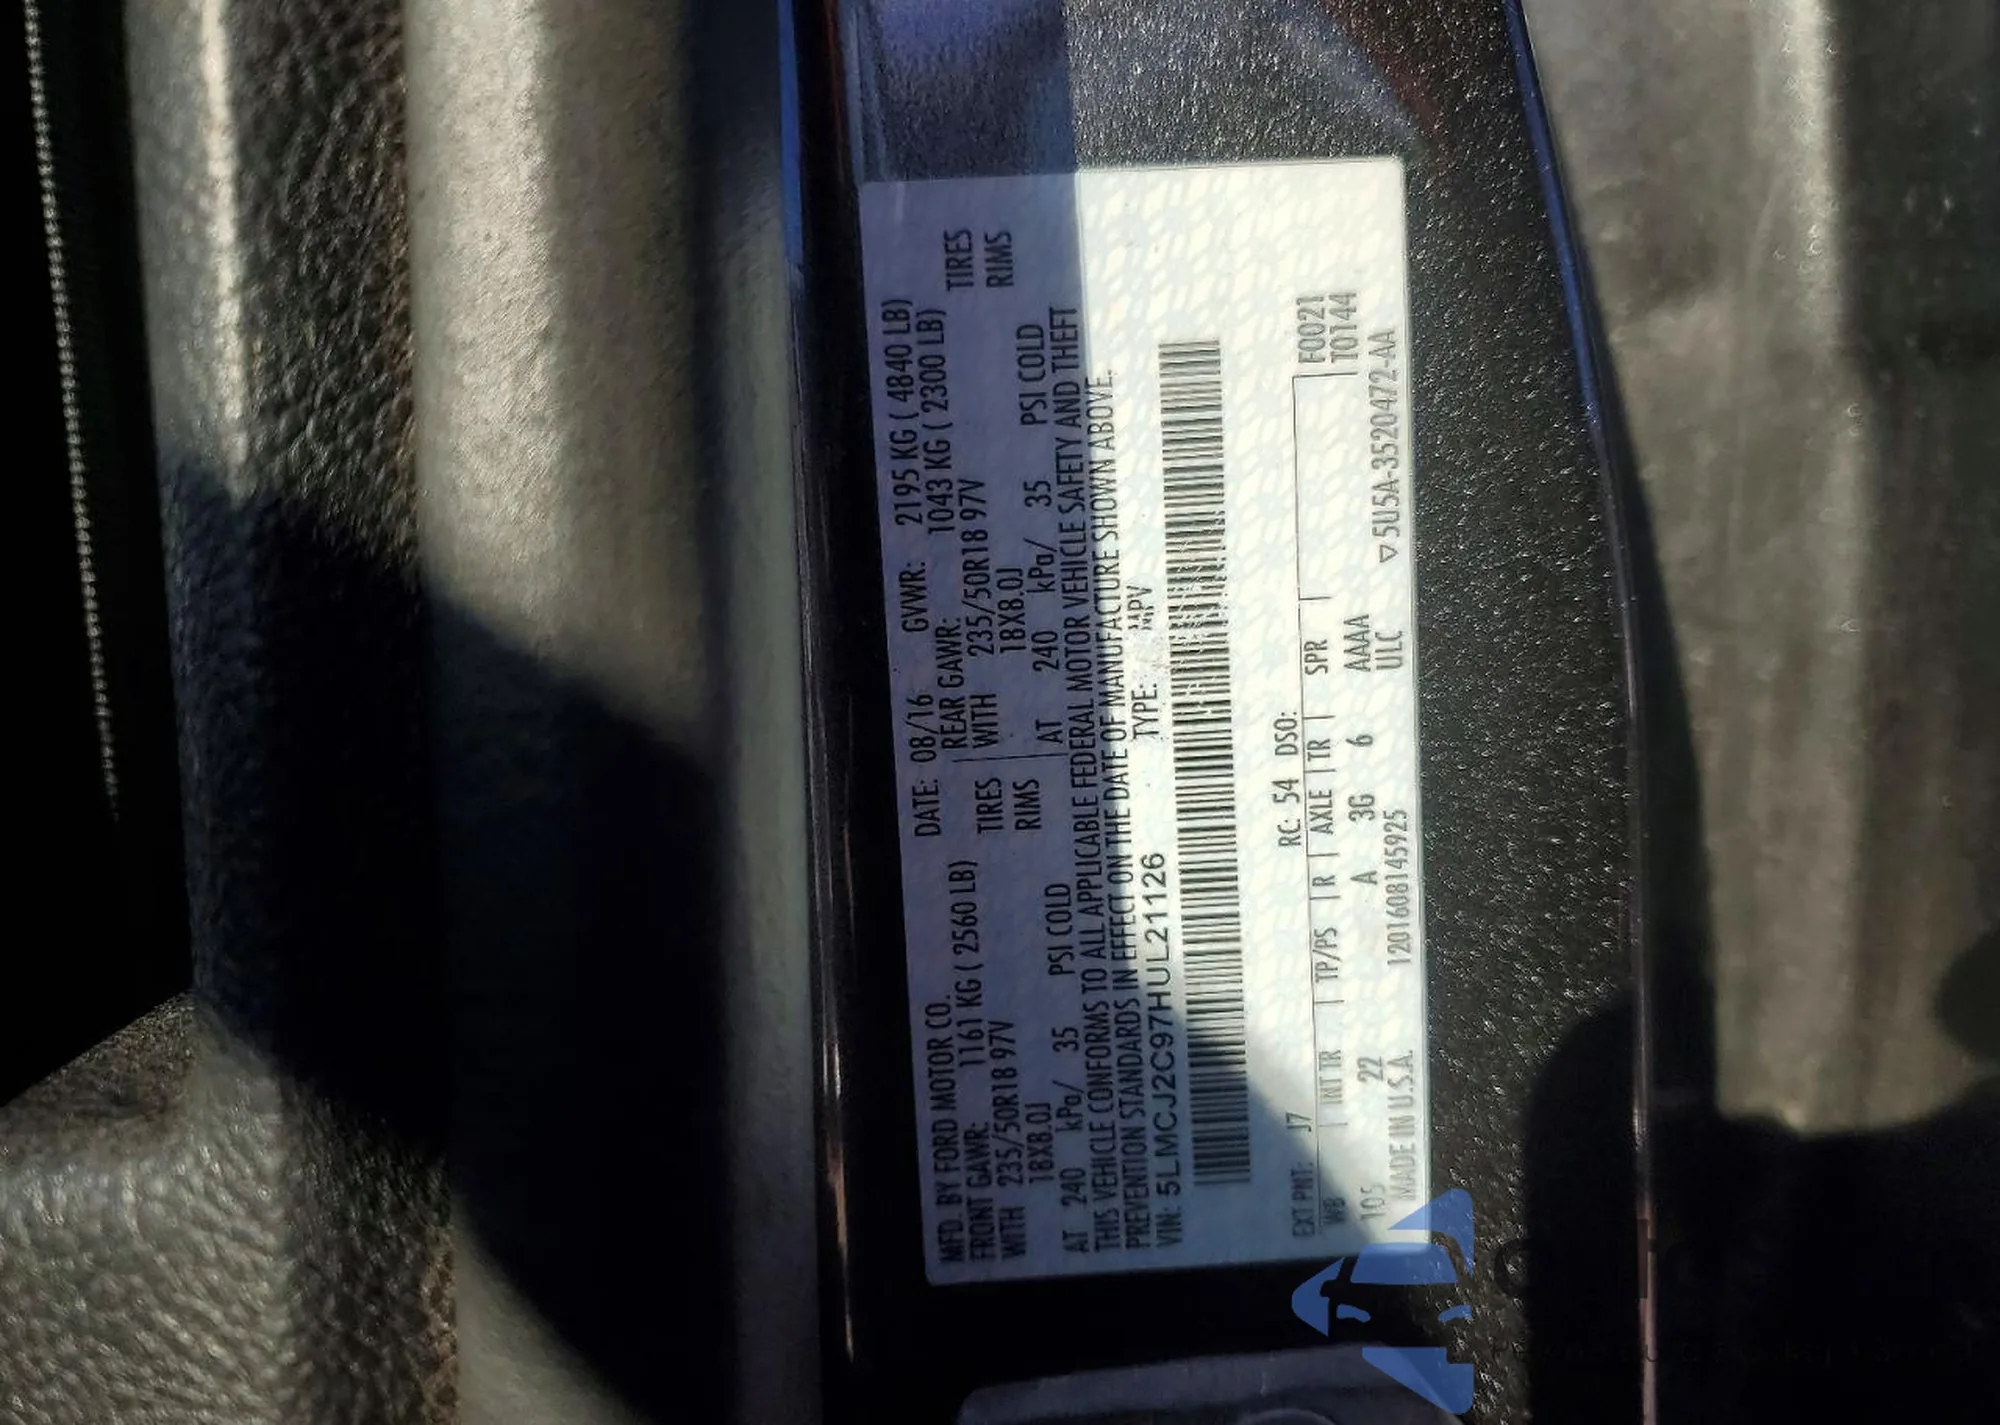 MFD. BY FORD MOTOR CO. DATE: 08/16 GVWR: 2195 KG ( 4840 LB)
FRONT GAWR: 1161 KG ( 2560 LB) REAR GAWR: 1043 KG ( 2300 LB)
WITH 235/50R18 97V TIRES WITH 235/50R18 97V TIRES
18X8.0J RIMS 18X8.0J RIMS
AT 240 kPa/ 35 PSI COLD AT 240 kPa/ 35 PSI COLD
THIS VEHICLE CONFORMS TO ALL APPLICABLE FEDERAL MOTOR VEHICLE SAFETY AND THEFT
PREVENTION STANDARDS IN EFFECT ON THE DATE OF MANUFACTURE SHOWN ABOVE.
VIN: 5LMCJ2C97HUL21126 TYPE: MPV
EXT PNT: J7 RC: 54 DSO: F0021
WB INT TR TP/PS R AXLE TR SPR T0144
105 22 A 3G 6 AAAA
MADE IN U.S.A. 1201608145925 ULC ▽5U5A-3520472-AA